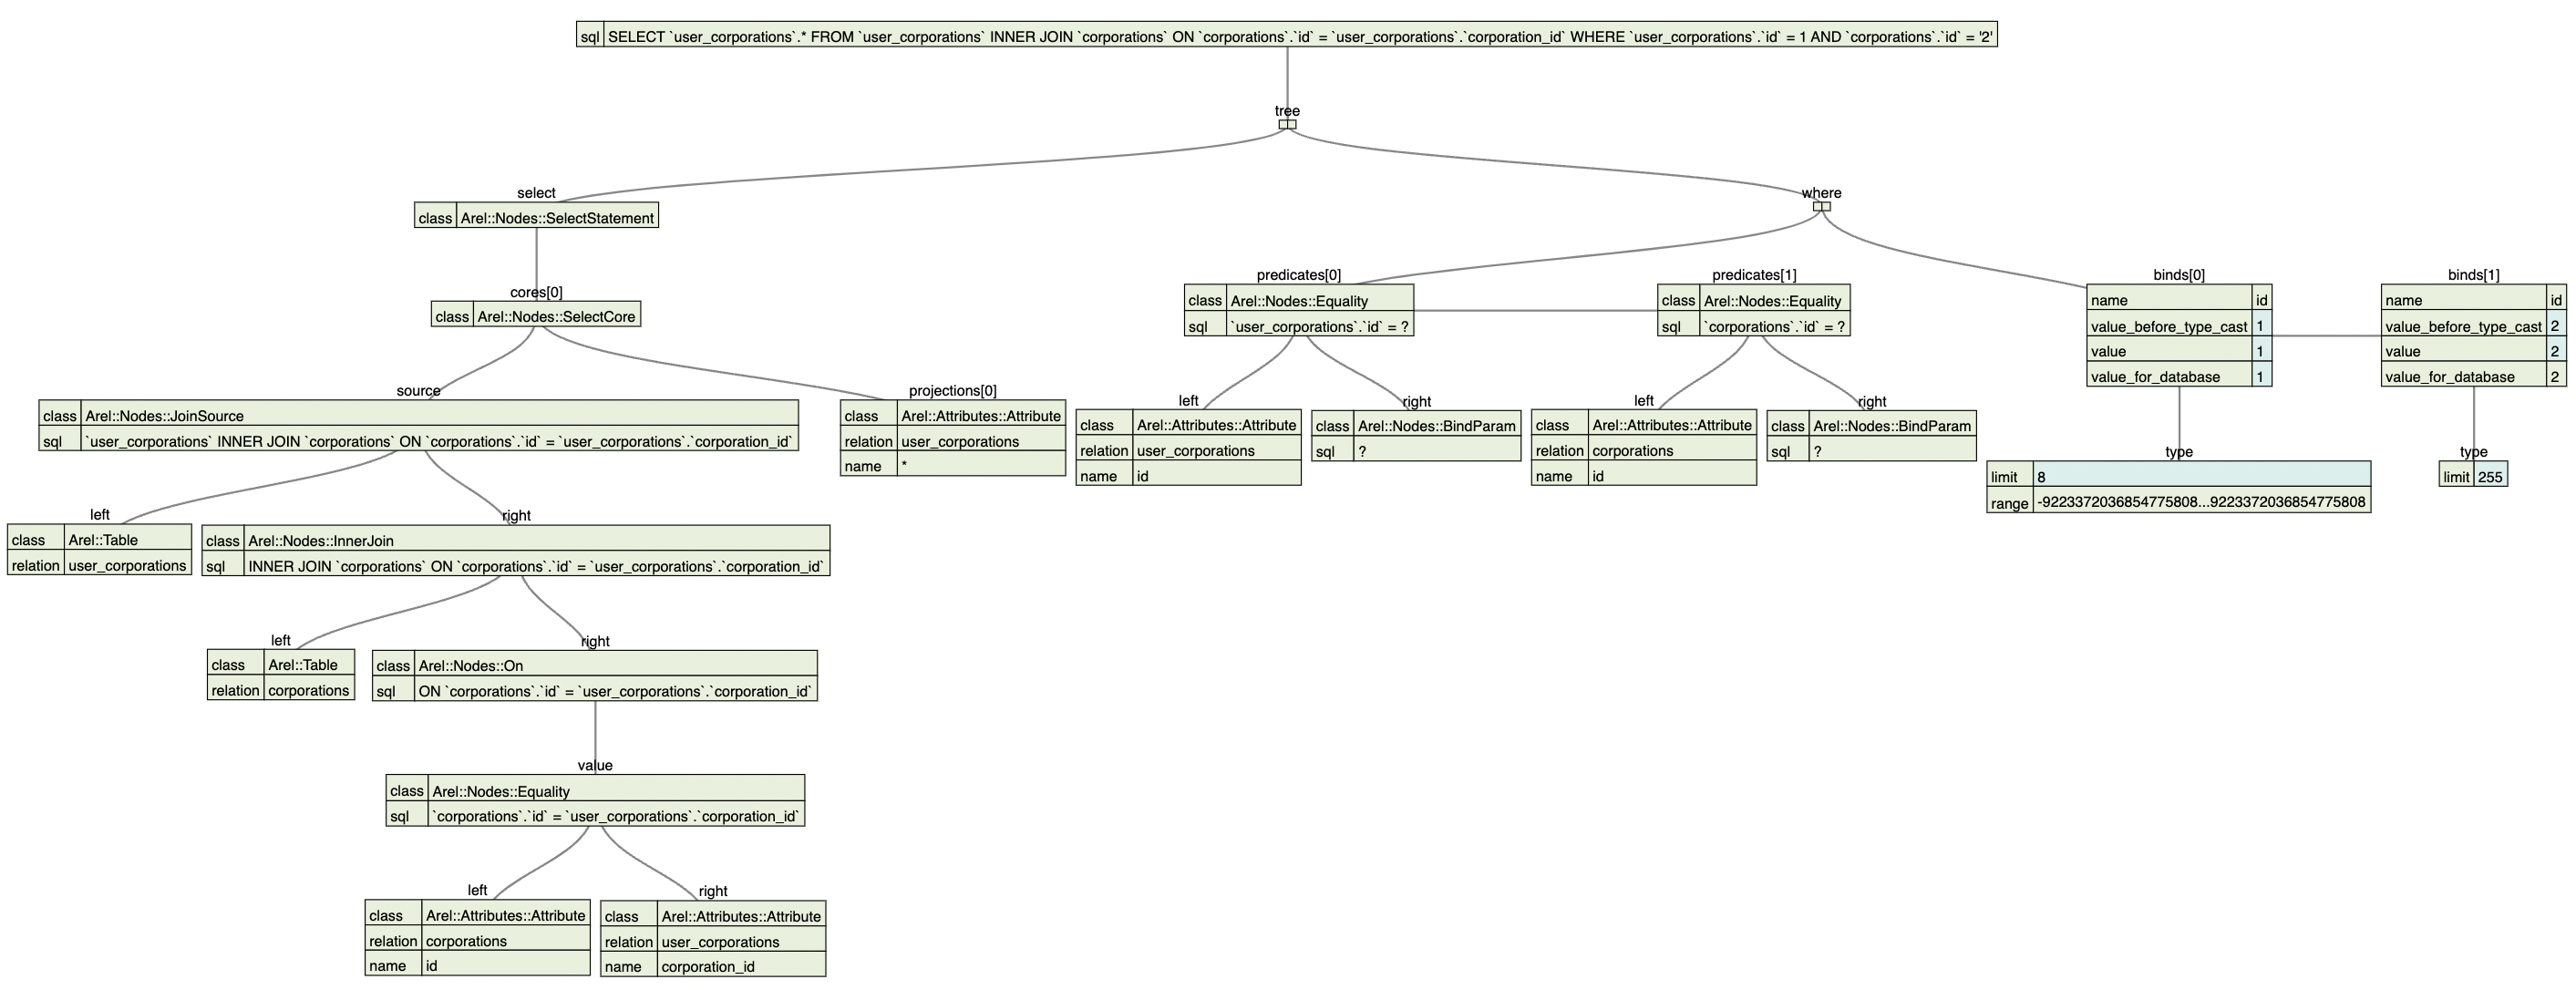 sql SELECT `user_corporations`.* FROM `user_corporations` INNER JOIN `corporations` ON `corporations`.`id` = `user_corporations`.`corporation_id` WHERE `user_corporations`.`id` = 1 AND `corporations`.`id` = '2'
tree
select
class Arel::Nodes::SelectStatement
where
cores[0]
class Arel::Nodes::SelectCore
predicates[0]
class Arel::Nodes::Equality
sql `user_corporations`.`id` = ?
predicates[1]
class Arel::Nodes::Equality
sql `corporations`.`id` = ?
binds[0]
name id
value_before_type_cast 1
value 1
value_for_database 1
binds[1]
name id
value_before_type_cast 2
value 2
value_for_database 2
source
class Arel::Nodes::JoinSource
sql `user_corporations` INNER JOIN `corporations` ON `corporations`.`id` = `user_corporations`.`corporation_id`
projections[0]
class Arel::Attributes::Attribute
relation user_corporations
name *
left
class Arel::Attributes::Attribute
relation user_corporations
name id
right
class Arel::Nodes::BindParam
sql ?
left
class Arel::Attributes::Attribute
relation corporations
name id
right
class Arel::Nodes::BindParam
sql ?
type
limit 8
range -9223372036854775808...9223372036854775808
type
limit 255
left
class Arel::Table
relation user_corporations
right
class Arel::Nodes::InnerJoin
sql INNER JOIN `corporations` ON `corporations`.`id` = `user_corporations`.`corporation_id`
left
class Arel::Table
relation corporations
right
class Arel::Nodes::On
sql ON `corporations`.`id` = `user_corporations`.`corporation_id`
value
class Arel::Nodes::Equality
sql `corporations`.`id` = `user_corporations`.`corporation_id`
left
class Arel::Attributes::Attribute
relation corporations
name id
right
class Arel::Attributes::Attribute
relation user_corporations
name corporation_id